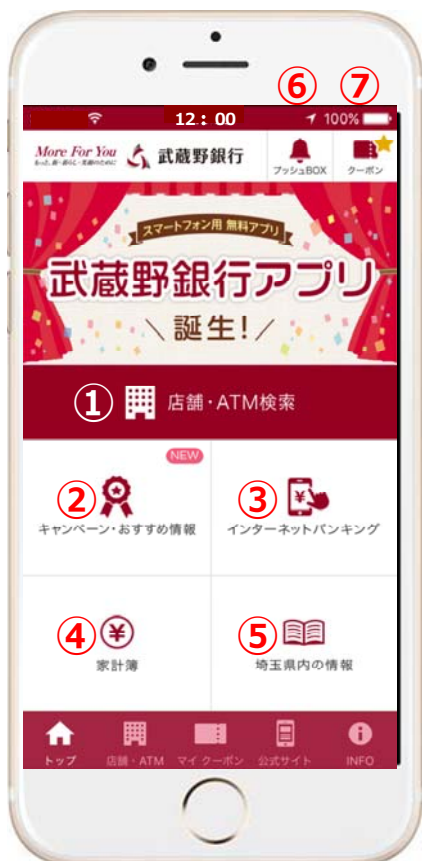 ⑥ ⑦
12:00 100%
More For You
武蔵野銀行
プッシュBOX
クーポン
スマートフォン用 無料アプリ
武蔵野銀行アプリ
誕生!
① 店舗・ATM検索
NEW
②
キャンペーン・おすすめ情報
③
インターネットバンキング
④
家計簿
⑤
埼玉県内の情報
トップ 店舗・ATM マイクーポン 公式サイト INFO